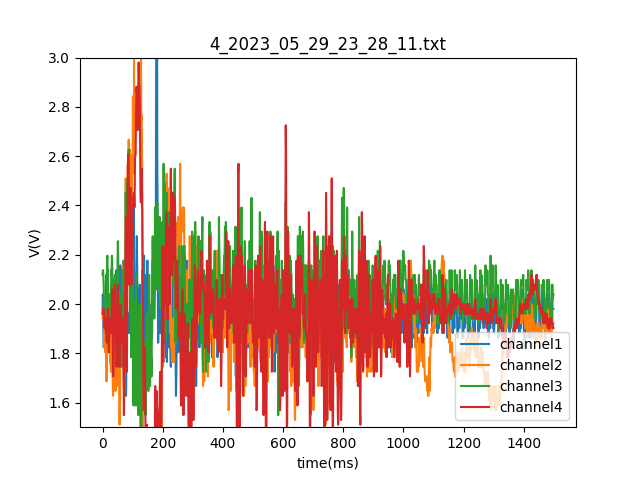 4_2023_05_29_23_28_11.txt
3.0
2.8
2.6
2.4
2.2
2.0
1.8
1.6
V(V)
0 200 400 600 800 1000 1200 1400
time(ms)
channel1
channel2
channel3
channel4